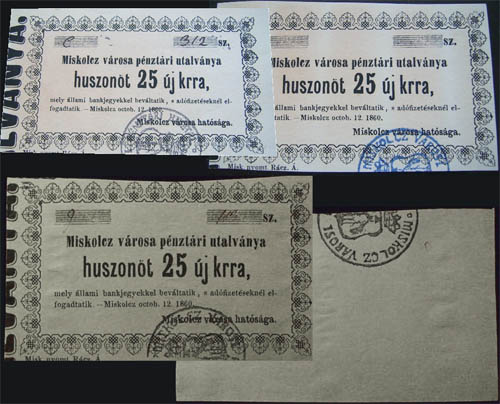 LVÁNYA.
e 312 SZ.
Miskolcz városa pénztári utalványa
huszonöt 25 új krra,
mely állami bankjegyekkel beváltatik, s adófizetéseknél el-
fogadtatik. — Miskolcz octob. 12. 1860.
Miskolcz városa hatósága.
SZ.
Miskolcz városa pénztári utalványa
huszonöt 25 új krra,
mely állami bankjegyekkel beváltatik, s adófizetéseknél el-
fogadtatik. — Miskolcz octob. 12. 1860.
Miskolcz városa hatósága.
Misk nyomt Rácz. Á.
SZ.
Miskolcz városa pénztári utalványa
huszonöt 25 új krra,
mely állami bankjegyekkel beváltatik, s adófizetéseknél el-
fogadtatik. — Miskolcz octob. 12. 1860.
Miskolcz városa hatósága.
Misk nyomt Rácz. Á.
MISKOLCZ VÁROSI